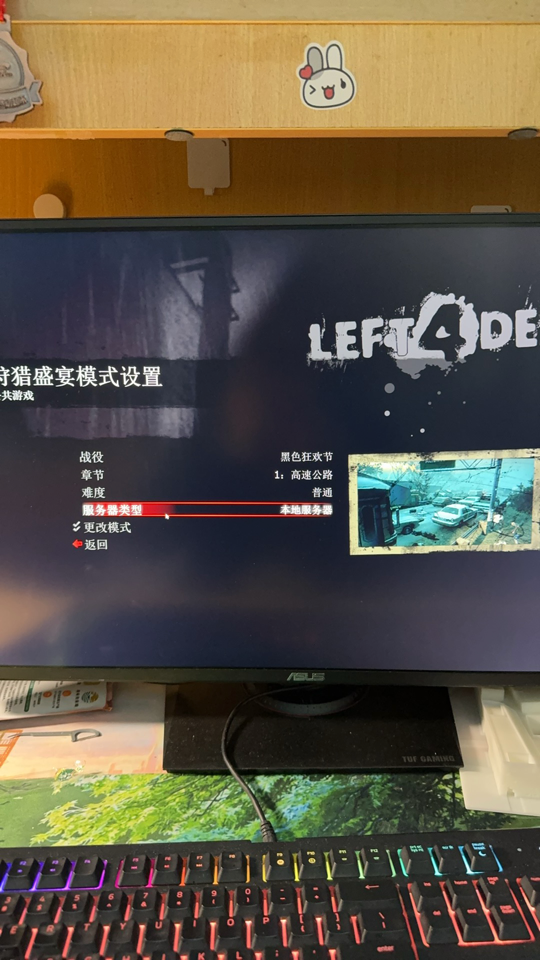 LEFT4DE
狩猎盛宴模式设置
公共游戏
战役 黑色狂欢节
章节 1：高速公路
难度 普通
服务器类型 本地服务器
更改模式
返回
ASUS
TUF GAMING
enter